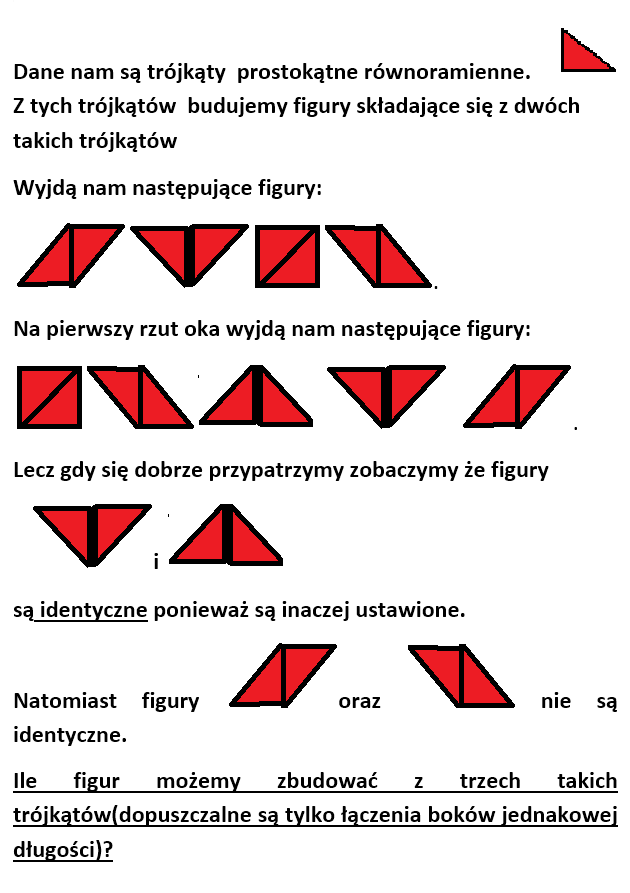 Dane nam są trójkąty prostokątne równoramienne.
Z tych trójkątów budujemy figury składające się z dwóch
takich trójkątów
Wyjdą nam następujące figury:
.
Na pierwszy rzut oka wyjdą nam następujące figury:
.
Lecz gdy się dobrze przypatrzymy zobaczymy że figury
i
są identyczne ponieważ są inaczej ustawione.
Natomiast figury oraz nie są
identyczne.
Ile figur możemy zbudować z trzech takich
trójkątów(dopuszczalne są tylko łączenia boków jednakowej
długości)?